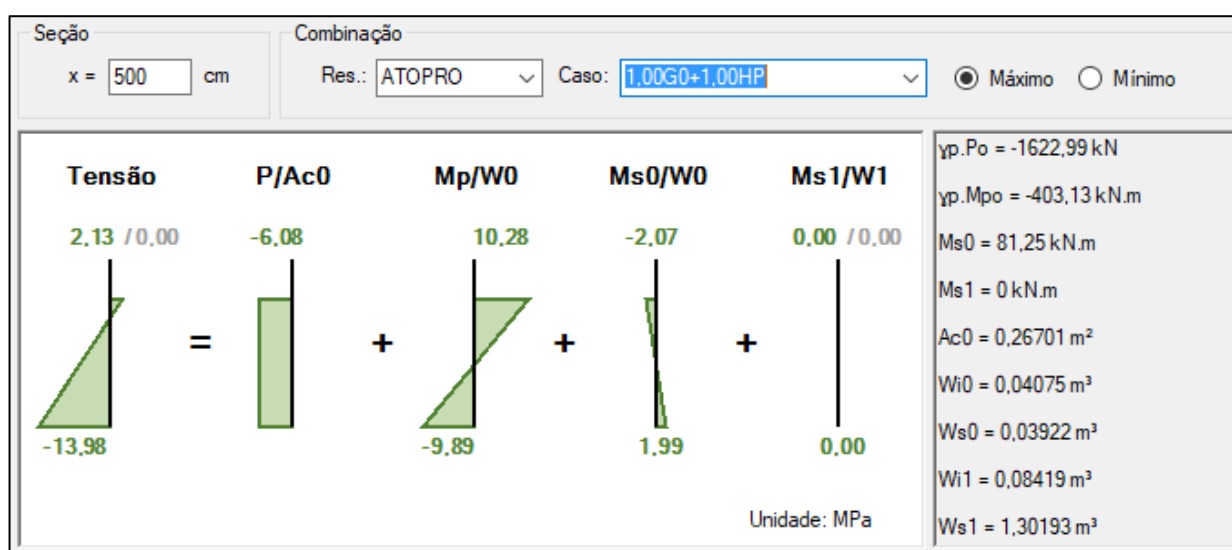 Seção
Combinação
x = 500 cm
Res.: ATOPRO Caso: 1,00G0+1,00HP Máximo Mínimo
Tensão P/Ac0 Mp/W0 Ms0/W0 Ms1/W1
2,13 /0,00 -6,08 10,28 -2,07 0,00 /0,00
= + + +
-13,98 -9,89 1,99 0,00
Unidade: MPa
γp.Po = -1622,99 kN
γp.Mpo = -403,13 kN.m
Ms0 = 81,25 kN.m
Ms1 = 0 kN.m
Ac0 = 0,26701 m²
Wi0 = 0,04075 m³
Ws0 = 0,03922 m³
Wi1 = 0,08419 m³
Ws1 = 1,30193 m³